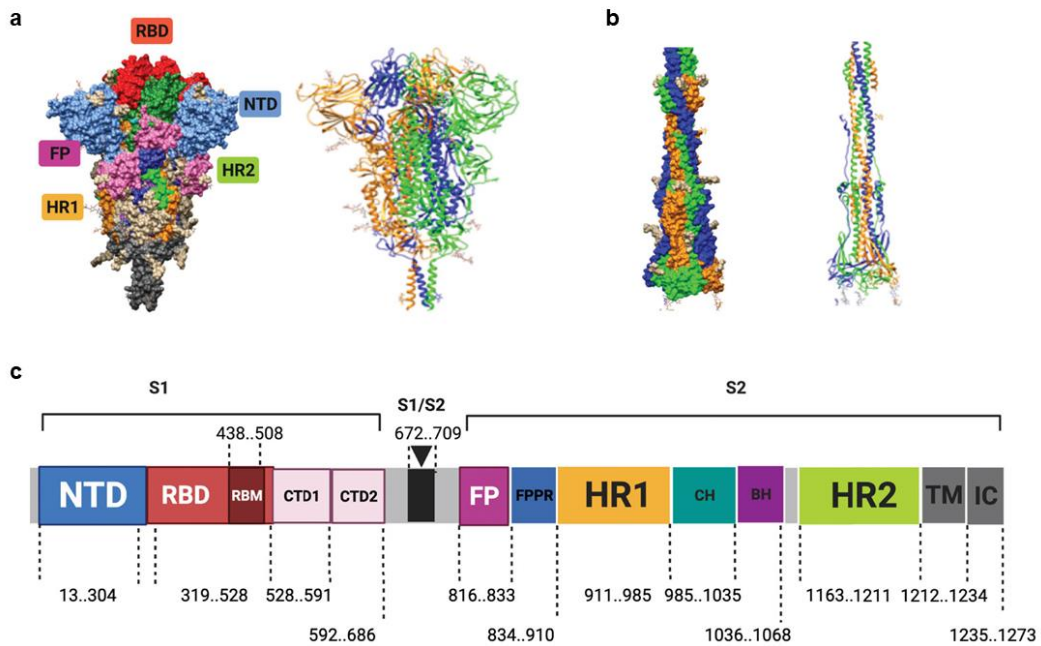 a
b
RBD
NTD
FP
HR2
HR1
c
S1
S1/S2
S2
438..508
672..709
NTD
RBD
RBM
CTD1
CTD2
FP
FPPR
HR1
CH
BH
HR2
TM
IC
13..304
319..528
528..591
816..833
911..985
985..1035
1163..1211
1212..1234
592..686
834..910
1036..1068
1235..1273